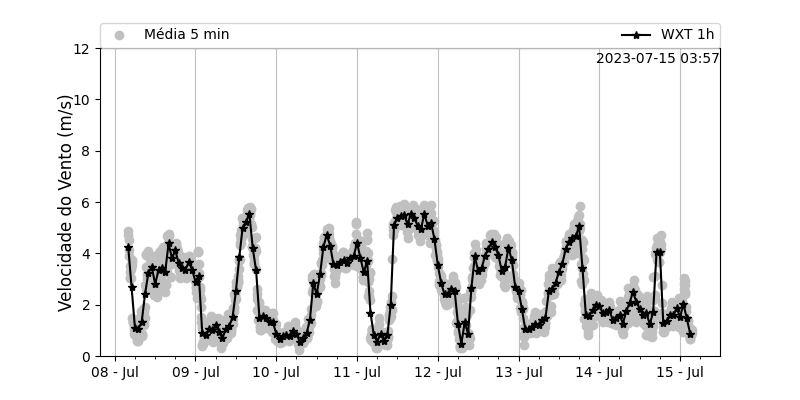 Média 5 min
WXT 1h
2023-07-15 03:57
Velocidade do Vento (m/s)
12
10
8
6
4
2
0
08 - Jul
09 - Jul
10 - Jul
11 - Jul
12 - Jul
13 - Jul
14 - Jul
15 - Jul